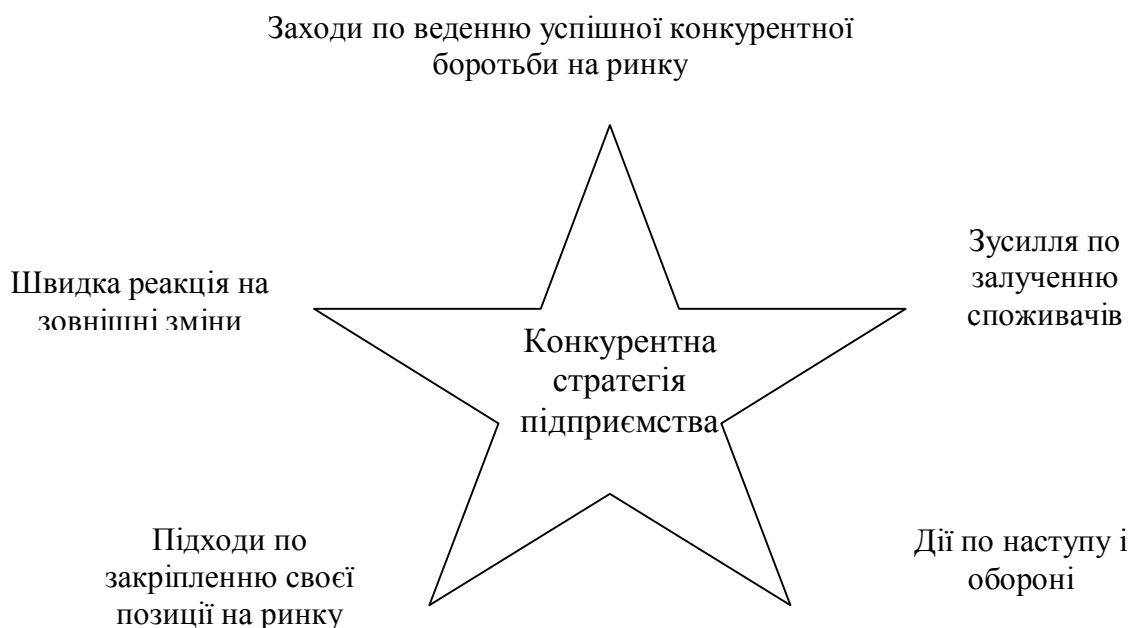 Заходи по веденню успішної конкурентної
боротьби на ринку
Швидка реакція на
зовнішні зміни
Зусилля по
залученню
споживачів
Конкурентна
стратегія
підприємства
Підходи по
закріпленню своєї
позиції на ринку
Дії по наступу і
обороні